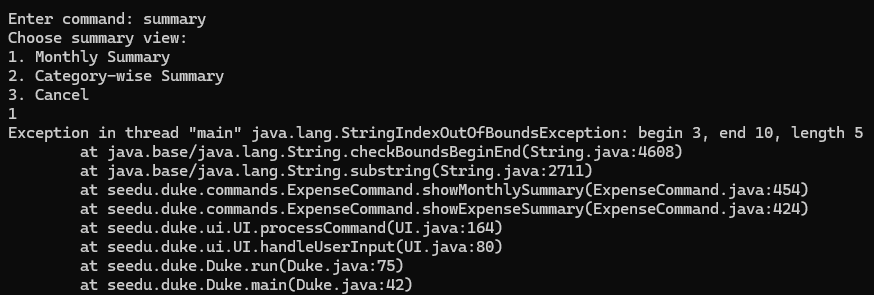 Enter command: summary
Choose summary view:
1. Monthly Summary
2. Category-wise Summary
3. Cancel
1
Exception in thread "main" java.lang.StringIndexOutOfBoundsException: begin 3, end 10, length 5
        at java.base/java.lang.String.checkBoundsBeginEnd(String.java:4608)
        at java.base/java.lang.String.substring(String.java:2711)
        at seedu.duke.commands.ExpenseCommand.showMonthlySummary(ExpenseCommand.java:454)
        at seedu.duke.commands.ExpenseCommand.showExpenseSummary(ExpenseCommand.java:424)
        at seedu.duke.ui.UI.processCommand(UI.java:164)
        at seedu.duke.ui.UI.handleUserInput(UI.java:80)
        at seedu.duke.Duke.run(Duke.java:75)
        at seedu.duke.Duke.main(Duke.java:42)